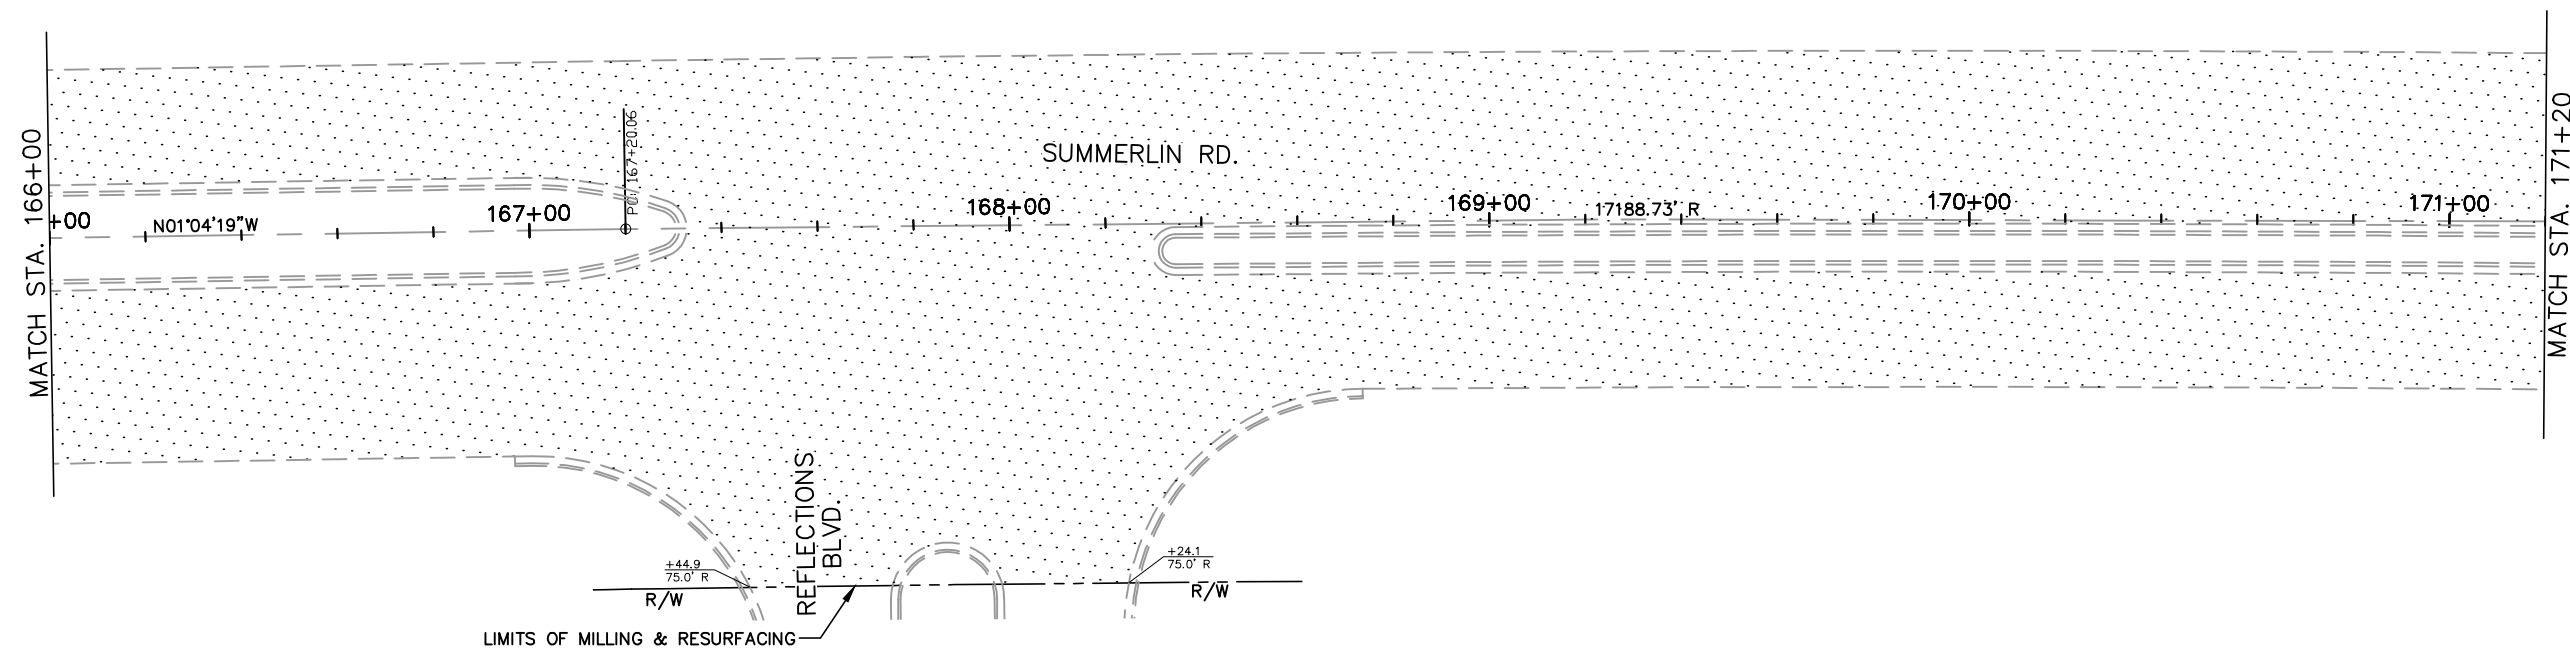 MATCH STA. 166+00
+00
N01°04'19"W
167+00
P.C. 167+20.06
SUMMERLIN RD.
168+00
169+00
17188.73' R
170+00
171+00
MATCH STA. 171+20
REFLECTIONS
BLVD.
+44.9
75.0' R
+24.1
75.0' R
R/W
R/W
LIMITS OF MILLING & RESURFACING